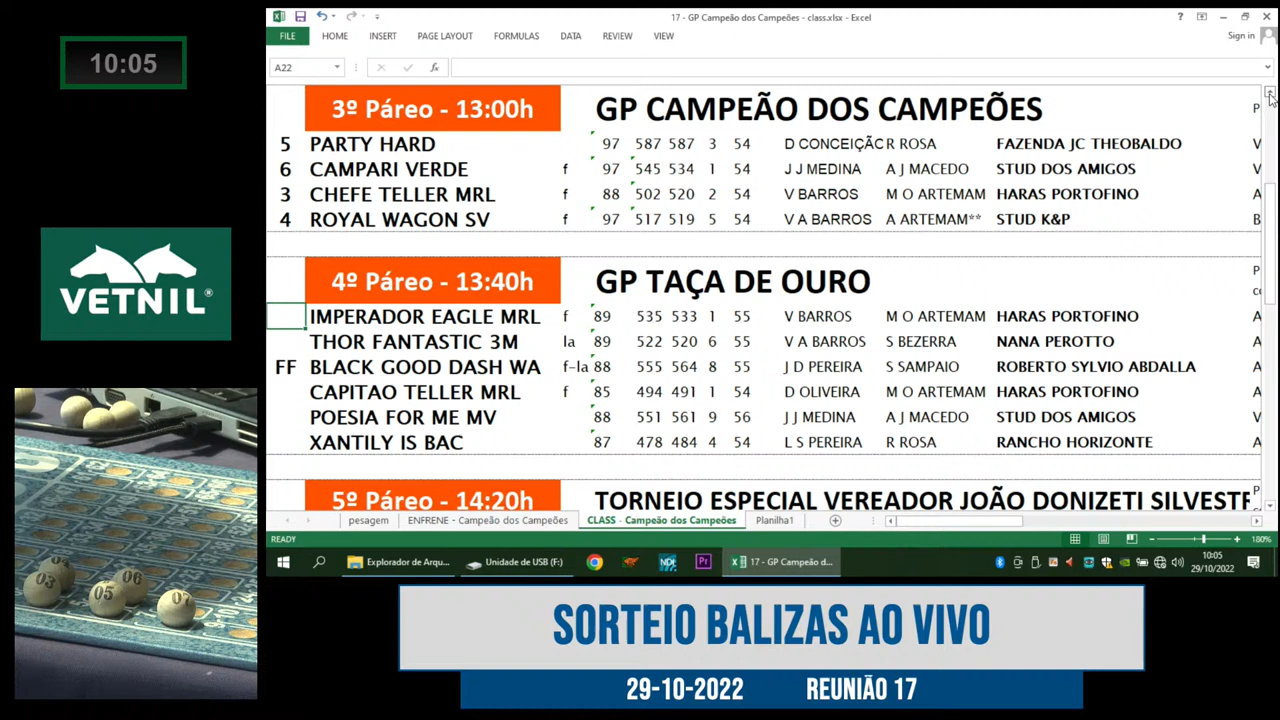 10:05
VETNIL®
03 04 05 06 07
17 - GP Campeão dos Campeões - class.xlsx - Excel
Sign in
FILE HOME INSERT PAGE LAYOUT FORMULAS DATA REVIEW VIEW
A22
3º Páreo - 13:00h GP CAMPEÃO DOS CAMPEÕES P
5 PARTY HARD 97 587 587 3 54 D CONCEIÇÃO R ROSA FAZENDA JC THEOBALDO V
6 CAMPARI VERDE f 97 545 534 1 54 J J MEDINA A J MACEDO STUD DOS AMIGOS V
3 CHEFE TELLER MRL f 88 502 520 2 54 V BARROS M O ARTEMAM HARAS PORTOFINO A
4 ROYAL WAGON SV f 97 517 519 5 54 V A BARROS A ARTEMAM** STUD K&P B
4º Páreo - 13:40h GP TAÇA DE OURO P
IMPERADOR EAGLE MRL f 89 535 533 1 55 V BARROS M O ARTEMAM HARAS PORTOFINO A
THOR FANTASTIC 3M la 89 522 520 6 55 V A BARROS S BEZERRA NANA PEROTTO A
FF BLACK GOOD DASH WA f-la 88 555 564 8 55 J D PEREIRA S SAMPAIO ROBERTO SYLVIO ABDALLA V
CAPITAO TELLER MRL f 85 494 491 1 54 D OLIVEIRA M O ARTEMAM HARAS PORTOFINO A
POESIA FOR ME MV 88 551 561 9 56 J J MEDINA A J MACEDO STUD DOS AMIGOS V
XANTILY IS BAC 87 478 484 4 54 L S PEREIRA R ROSA RANCHO HORIZONTE A
5º Páreo - 14:20h TORNEIO ESPECIAL VEREADOR JOÃO DONIZETI SILVEST
pesagem ENFRENE - Campeão dos Campeões CLASS - Campeão dos Campeões Planilha1
READY 180%
Explorador de Arqu... Unidade de USB (F:) 17 - GP Campeão d... 10:05
29/10/2022
SORTEIO BALIZAS AO VIVO
29-10-2022 REUNIÃO 17